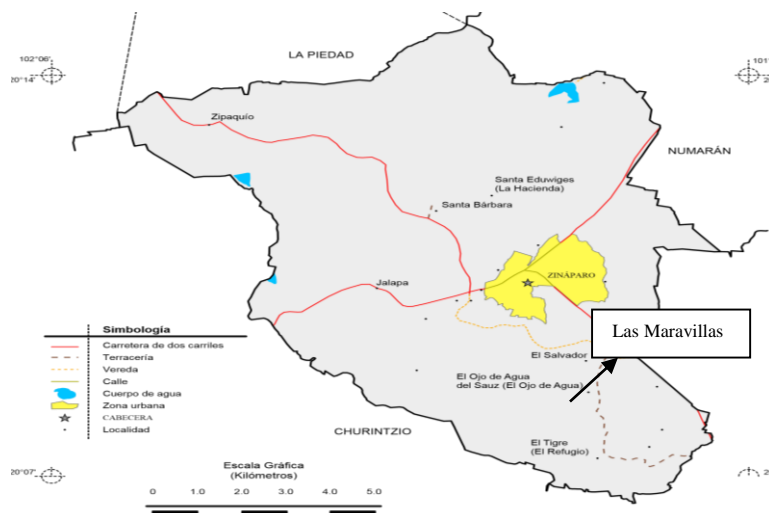 LA PIEDAD
102°06'
101°
20°14'
2
Zipaquío
NUMARÁN
Santa Eduwiges
(La Hacienda)
Santa Bárbara
ZINÁPARO
Jalapa
Las Maravillas
El Salvador
El Ojo de Agua
del Sauz (El Ojo de Agua)
CHURINTZIO
El Tigre
(El Refugio)
Simbología
Carretera de dos carriles
Terracería
Vereda
Calle
Cuerpo de agua
Zona urbana
CABECERA
Localidad
20°07'
2
Escala Gráfica
(Kilómetros)
0 1.0 2.0 3.0 4.0 5.0